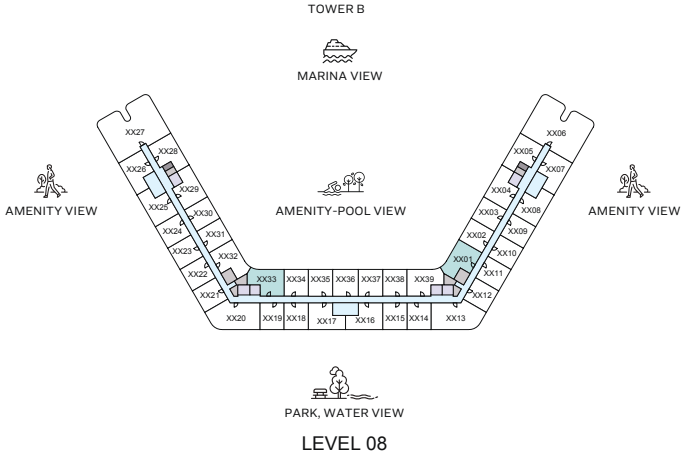 TOWER B
MARINA VIEW
XX27
XX06
XX28
XX05
XX26
XX07
AMENITY VIEW
XX29
AMENITY-POOL VIEW
XX04
AMENITY VIEW
XX25
XX30
XX03
XX08
XX24
XX31
XX02
XX09
XX23
XX32
XX01
XX10
XX22
XX33
XX34
XX35
XX36
XX37
XX38
XX39
XX11
XX21
XX12
XX20
XX19
XX18
XX17
XX16
XX15
XX14
XX13
PARK, WATER VIEW
LEVEL 08